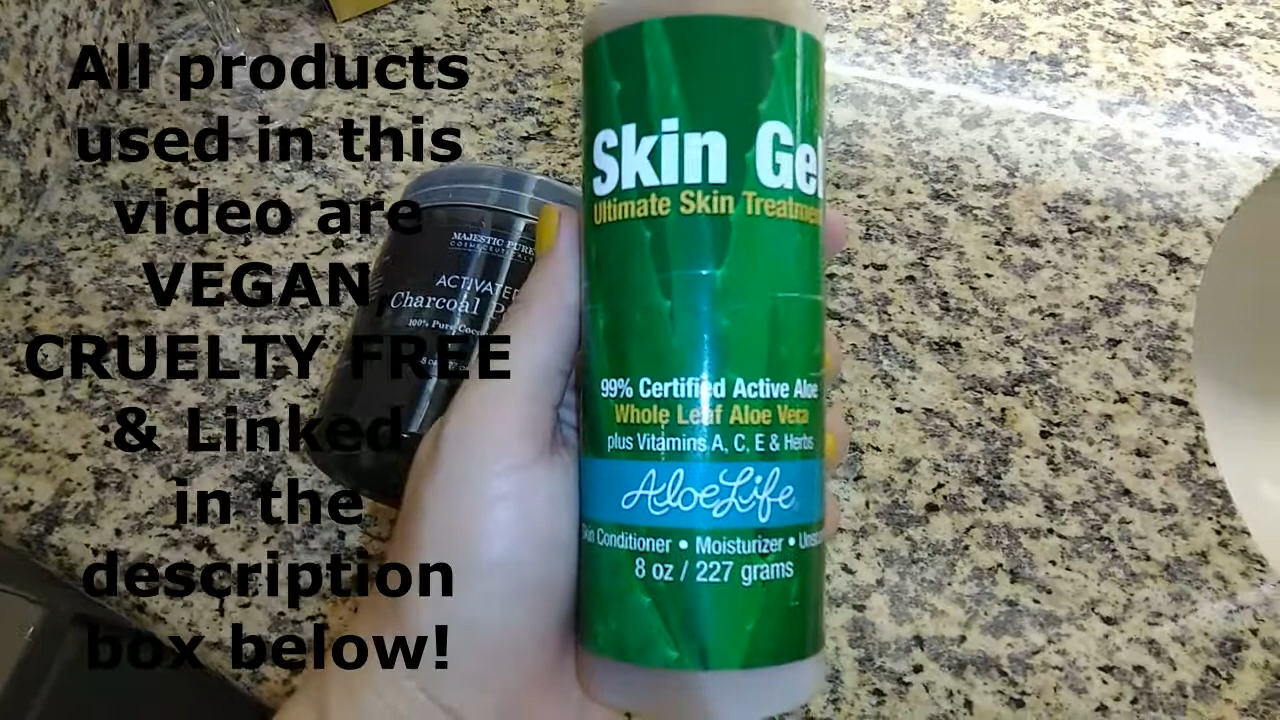 All products
used in this
video are
VEGAN,
CRUELTY FREE
& Linked
in the
description
box below!
MAJESTIC PURE
COSMECEUTICALS
ACTIVATED
Charcoal
100% Pure
Skin Gel
Ultimate Skin Treatment
99% Certified Active Aloe
Whole Leaf Aloe Vera
plus Vitamins A, C, E & Herbs
AloeLife
Skin Conditioner • Moisturizer •
8 oz / 227 grams